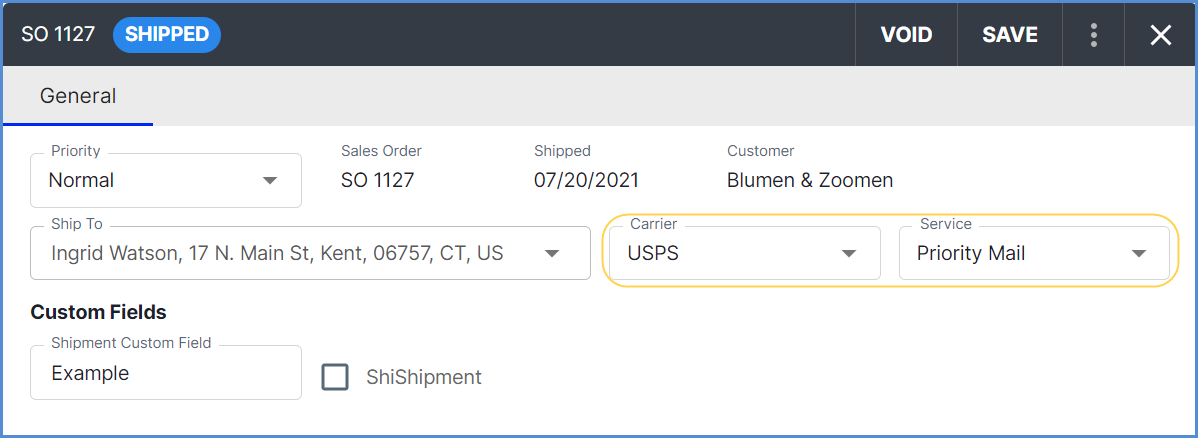 SO 1127 SHIPPED VOID SAVE
General
Priority Sales Order Shipped Customer
Normal SO 1127 07/20/2021 Blumen & Zoomen
Ship To Carrier Service
Ingrid Watson, 17 N. Main St, Kent, 06757, CT, US USPS Priority Mail
Custom Fields
Shipment Custom Field
Example ShiShipment